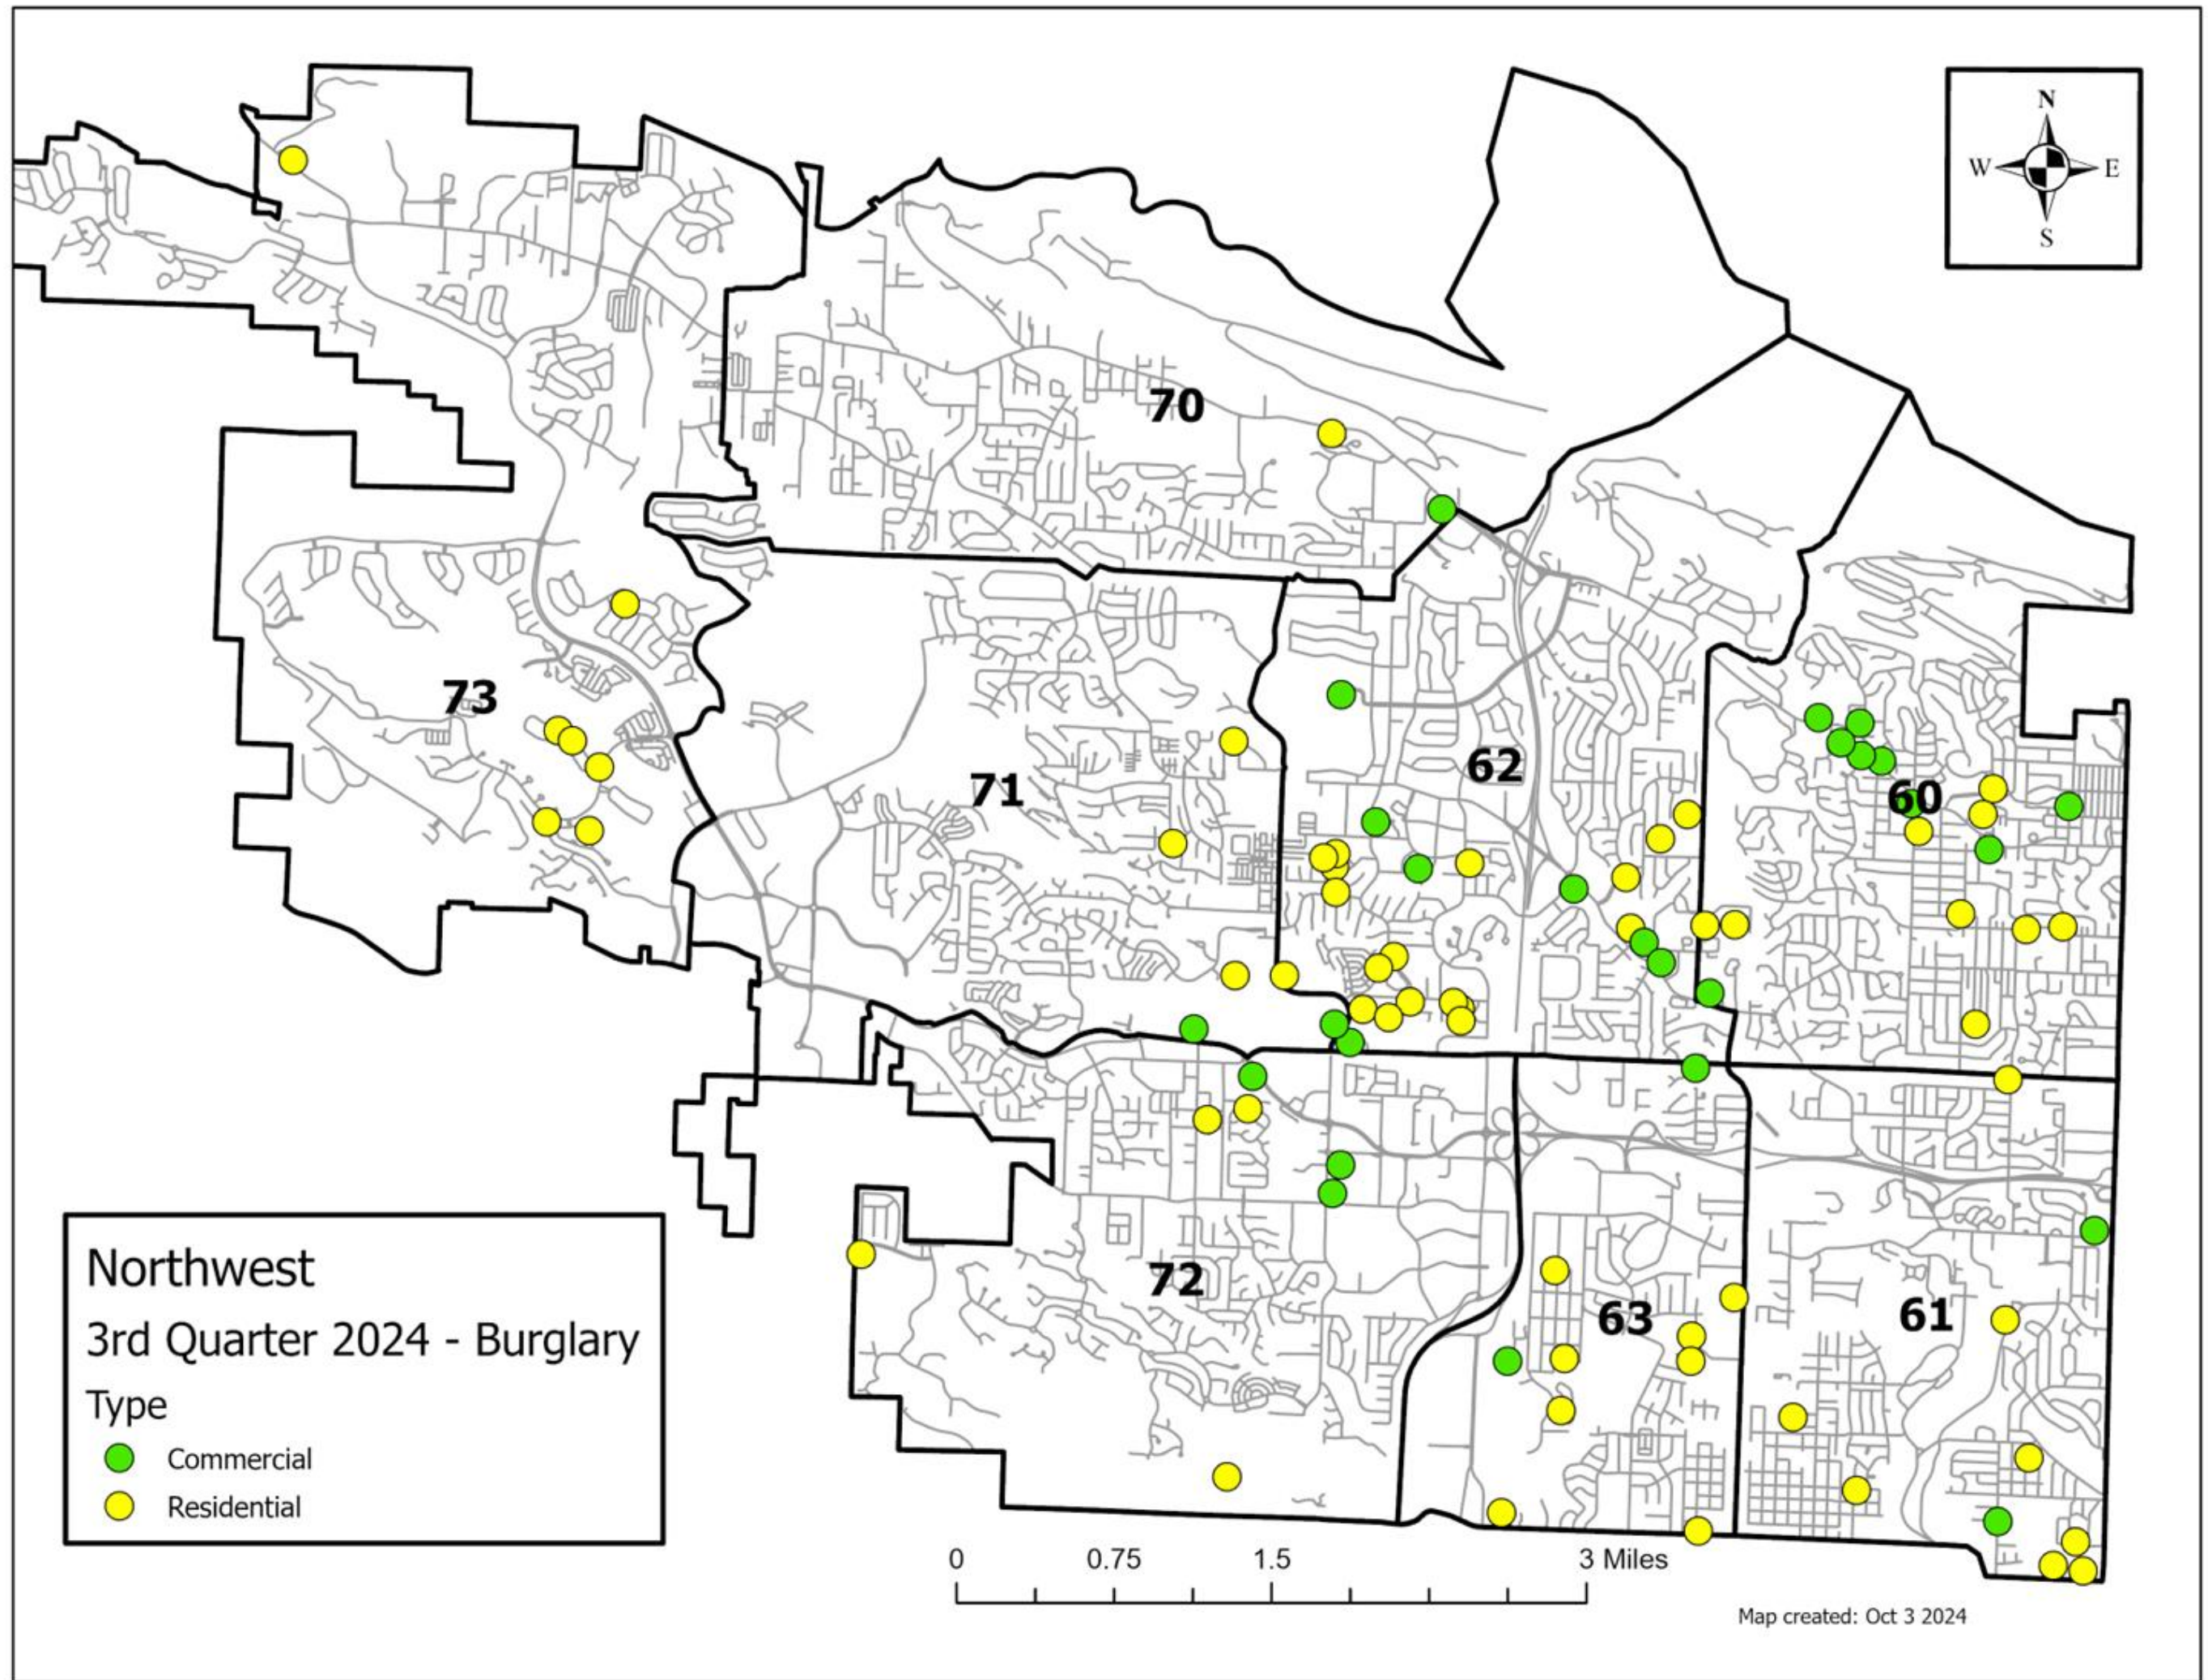 N
W E
S
70
73
62
71
60
72
63
61
Northwest
3rd Quarter 2024 - Burglary
Type
Commercial
Residential
0 0.75 1.5 3 Miles
Map created: Oct 3 2024